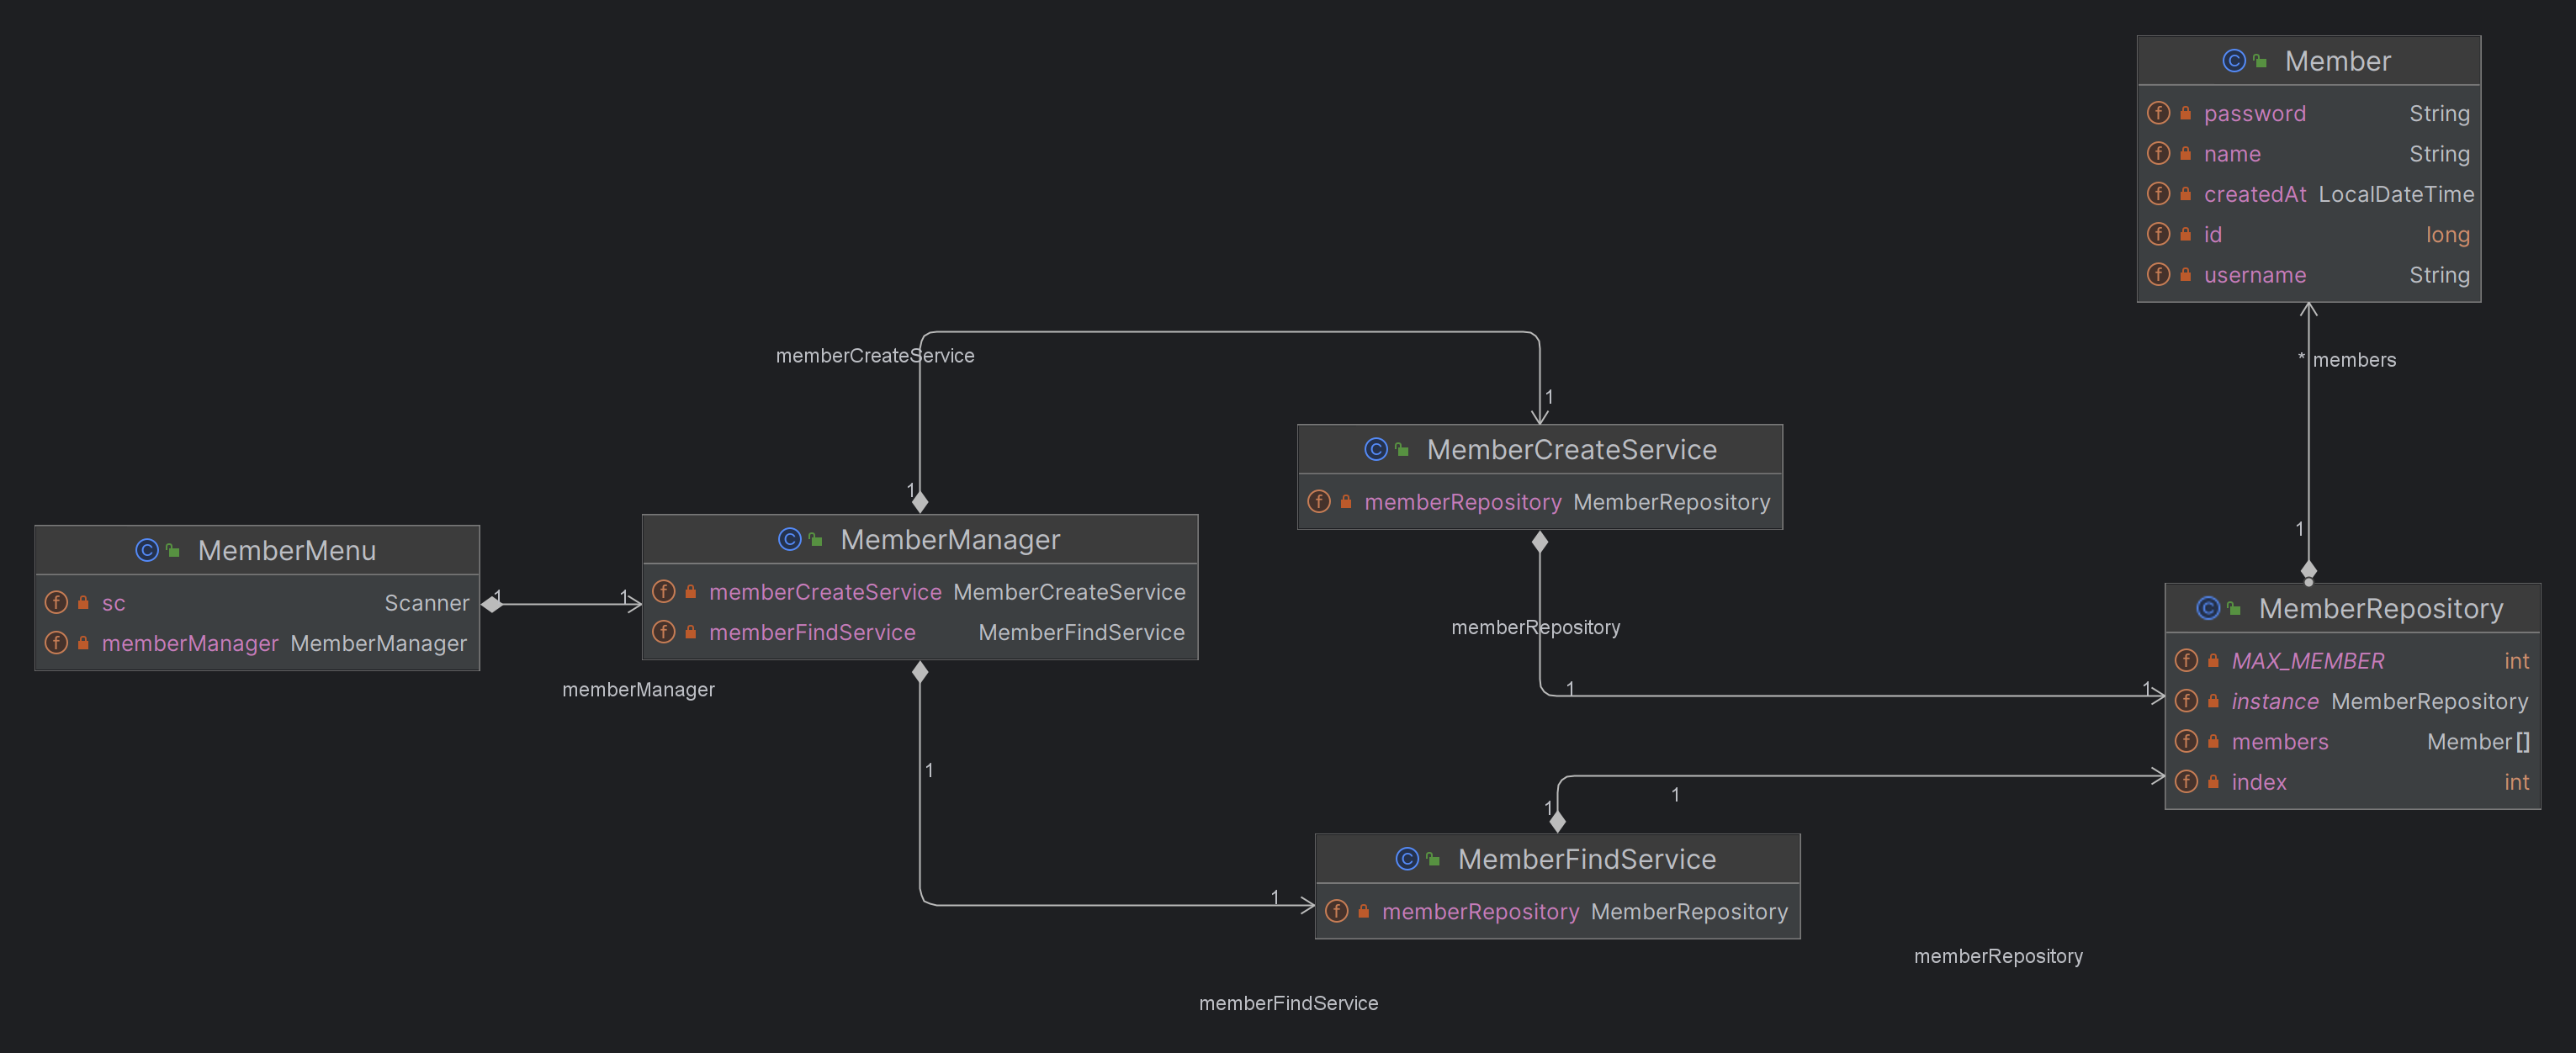 Member
password String
name String
createdAt LocalDateTime
id long
username String
* members
1
memberCreateService
1
1
MemberCreateService
memberRepository MemberRepository
MemberMenu
sc Scanner
memberManager MemberManager
1 1
memberManager
MemberManager
memberCreateService MemberCreateService
memberFindService MemberFindService
memberRepository
1 1
MemberRepository
MAX_MEMBER int
instance MemberRepository
members Member[]
index int
1
1
1
1
MemberFindService
memberRepository MemberRepository
memberRepository
memberFindService